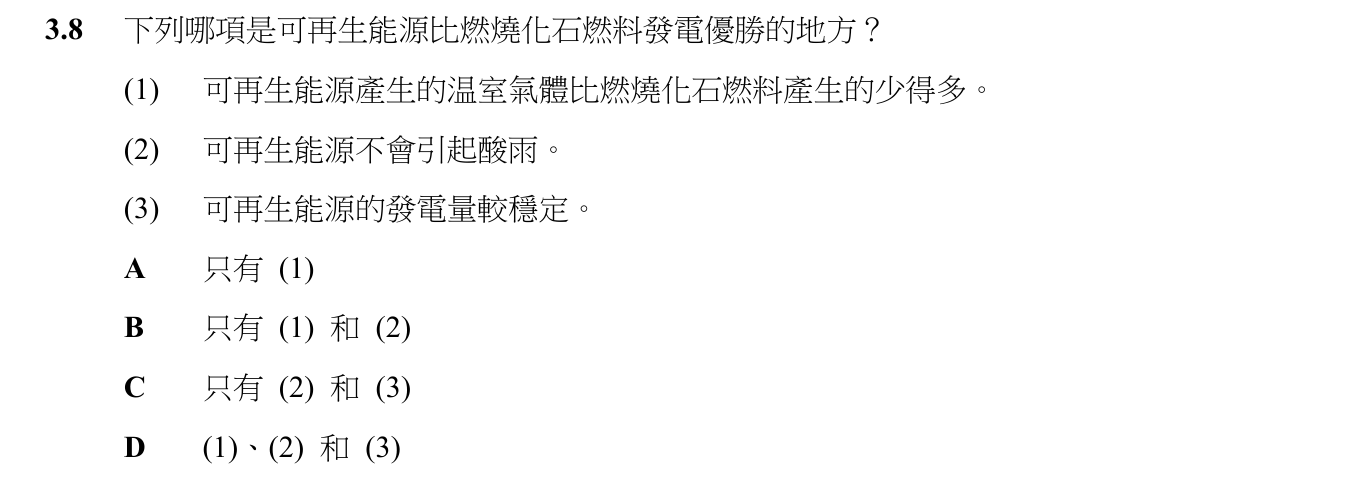 3.8 下列哪項是可再生能源比燃燒化石燃料發電優勝的地方？
(1) 可再生能源產生的温室氣體比燃燒化石燃料產生的少得多。
(2) 可再生能源不會引起酸雨。
(3) 可再生能源的發電量較穩定。
A 只有 (1)
B 只有 (1) 和 (2)
C 只有 (2) 和 (3)
D (1)、(2) 和 (3)